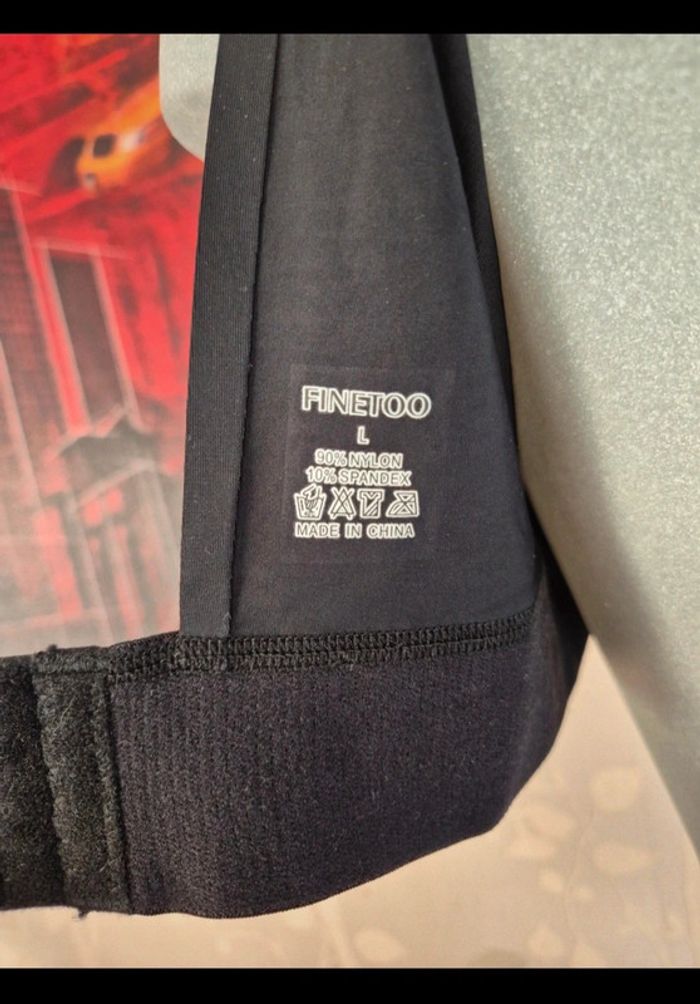 FINETOO
L
90% NYLON
10% SPANDEX
MADE IN CHINA